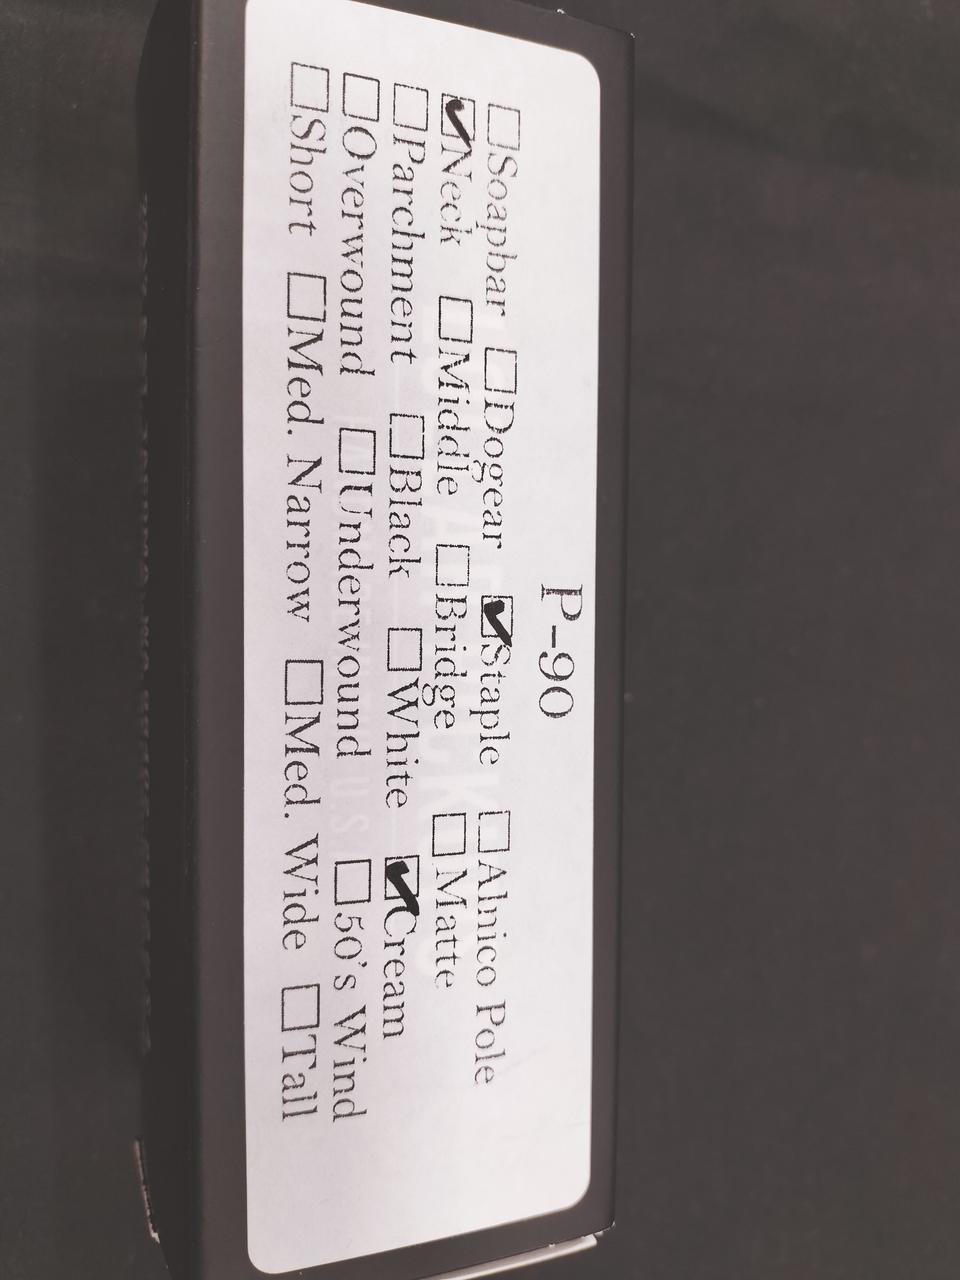 P-90
☐Soapbar ☐Dogear ☑Staple ☐Alnico Pole
☑Neck ☐Middle ☐Bridge ☐Matte
☐Parchment ☐Black ☐White ☑Cream
☐Overwound ☐Underwound ☐50's Wind
☐Short ☐Med. Narrow ☐Med. Wide ☐Tall